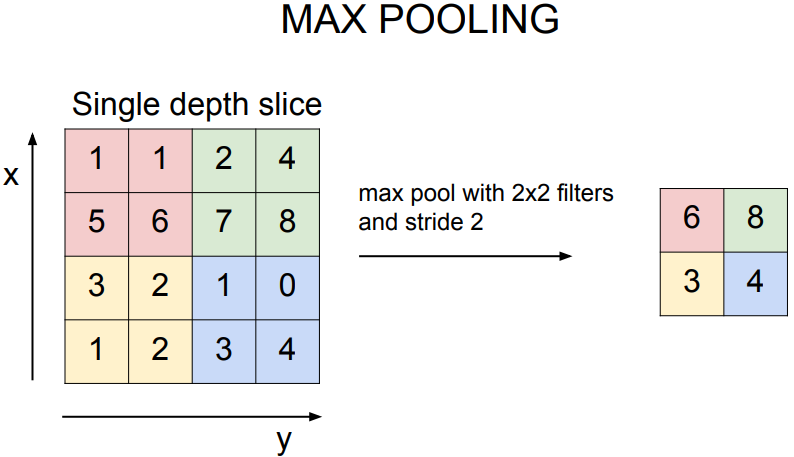 MAX POOLING
Single depth slice
x
1 1 2 4
5 6 7 8
3 2 1 0
1 2 3 4
y
max pool with 2x2 filters
and stride 2
6 8
3 4